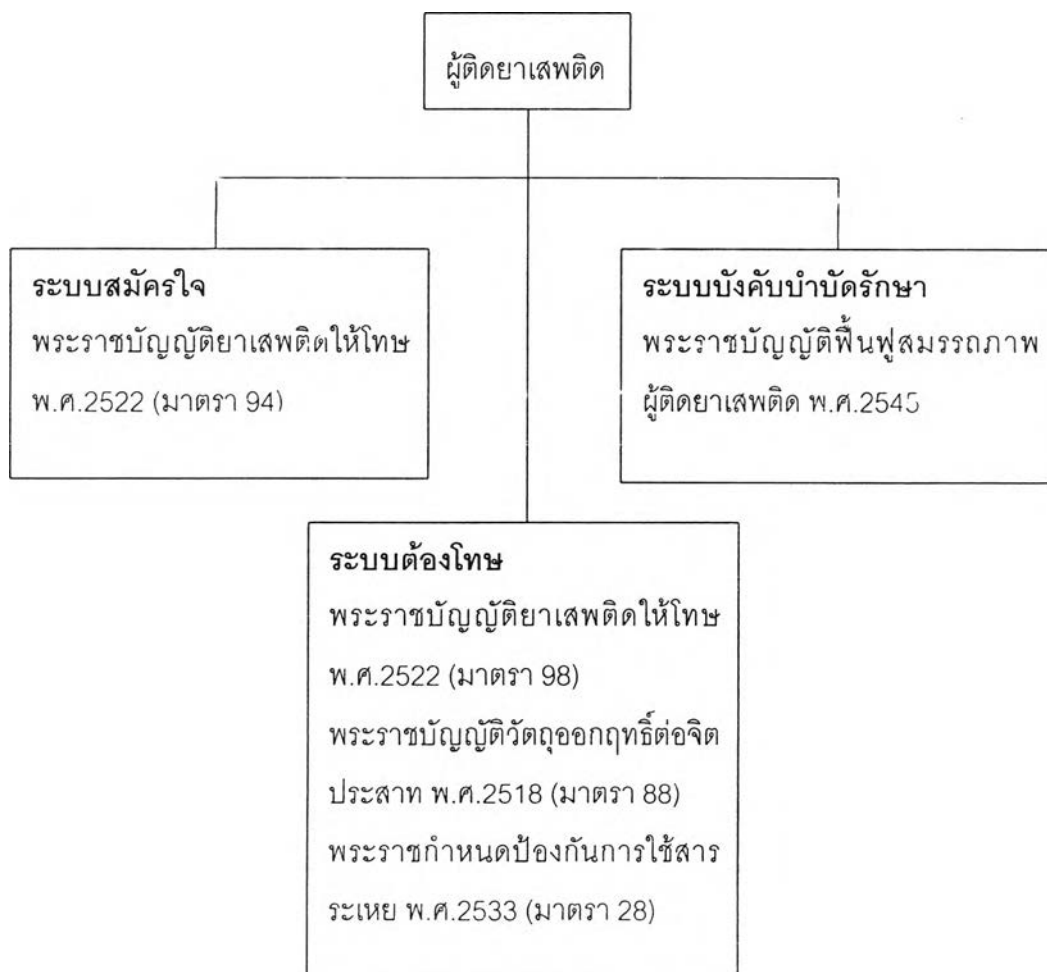 ผู้ติดยาเสพติด
ระบบสมัครใจ
พระราชบัญญัติยาเสพติดให้โทษ
พ.ศ.2522 (มาตรา 94)
ระบบบังคับบำบัดรักษา
พระราชบัญญัติฟื้นฟูสมรรถภาพ
ผู้ติดยาเสพติด พ.ศ.2545
ระบบต้องโทษ
พระราชบัญญัติยาเสพติดให้โทษ
พ.ศ.2522 (มาตรา 98)
พระราชบัญญัติวัตถุออกฤทธิ์ต่อจิต
ประสาท พ.ศ.2518 (มาตรา 88)
พระราชกำหนดป้องกันการใช้สาร
ระเหย พ.ศ.2533 (มาตรา 28)